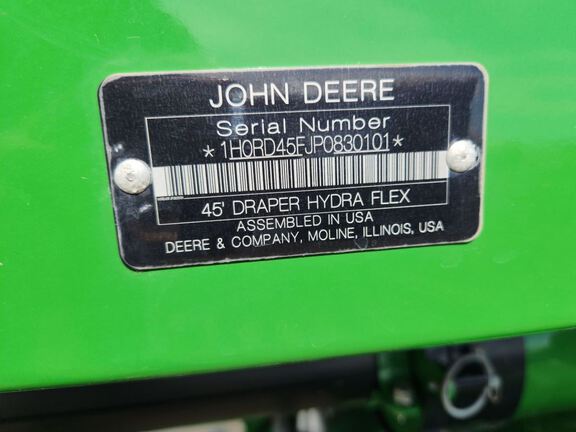 JOHN DEERE
Serial Number
*1H0RD45FJP0830101*
45' DRAPER HYDRA FLEX
ASSEMBLED IN USA
DEERE & COMPANY, MOLINE, ILLINOIS, USA